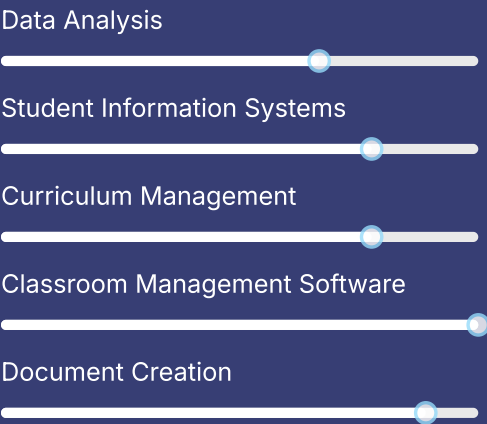 Data Analysis
Student Information Systems
Curriculum Management
Classroom Management Software
Document Creation